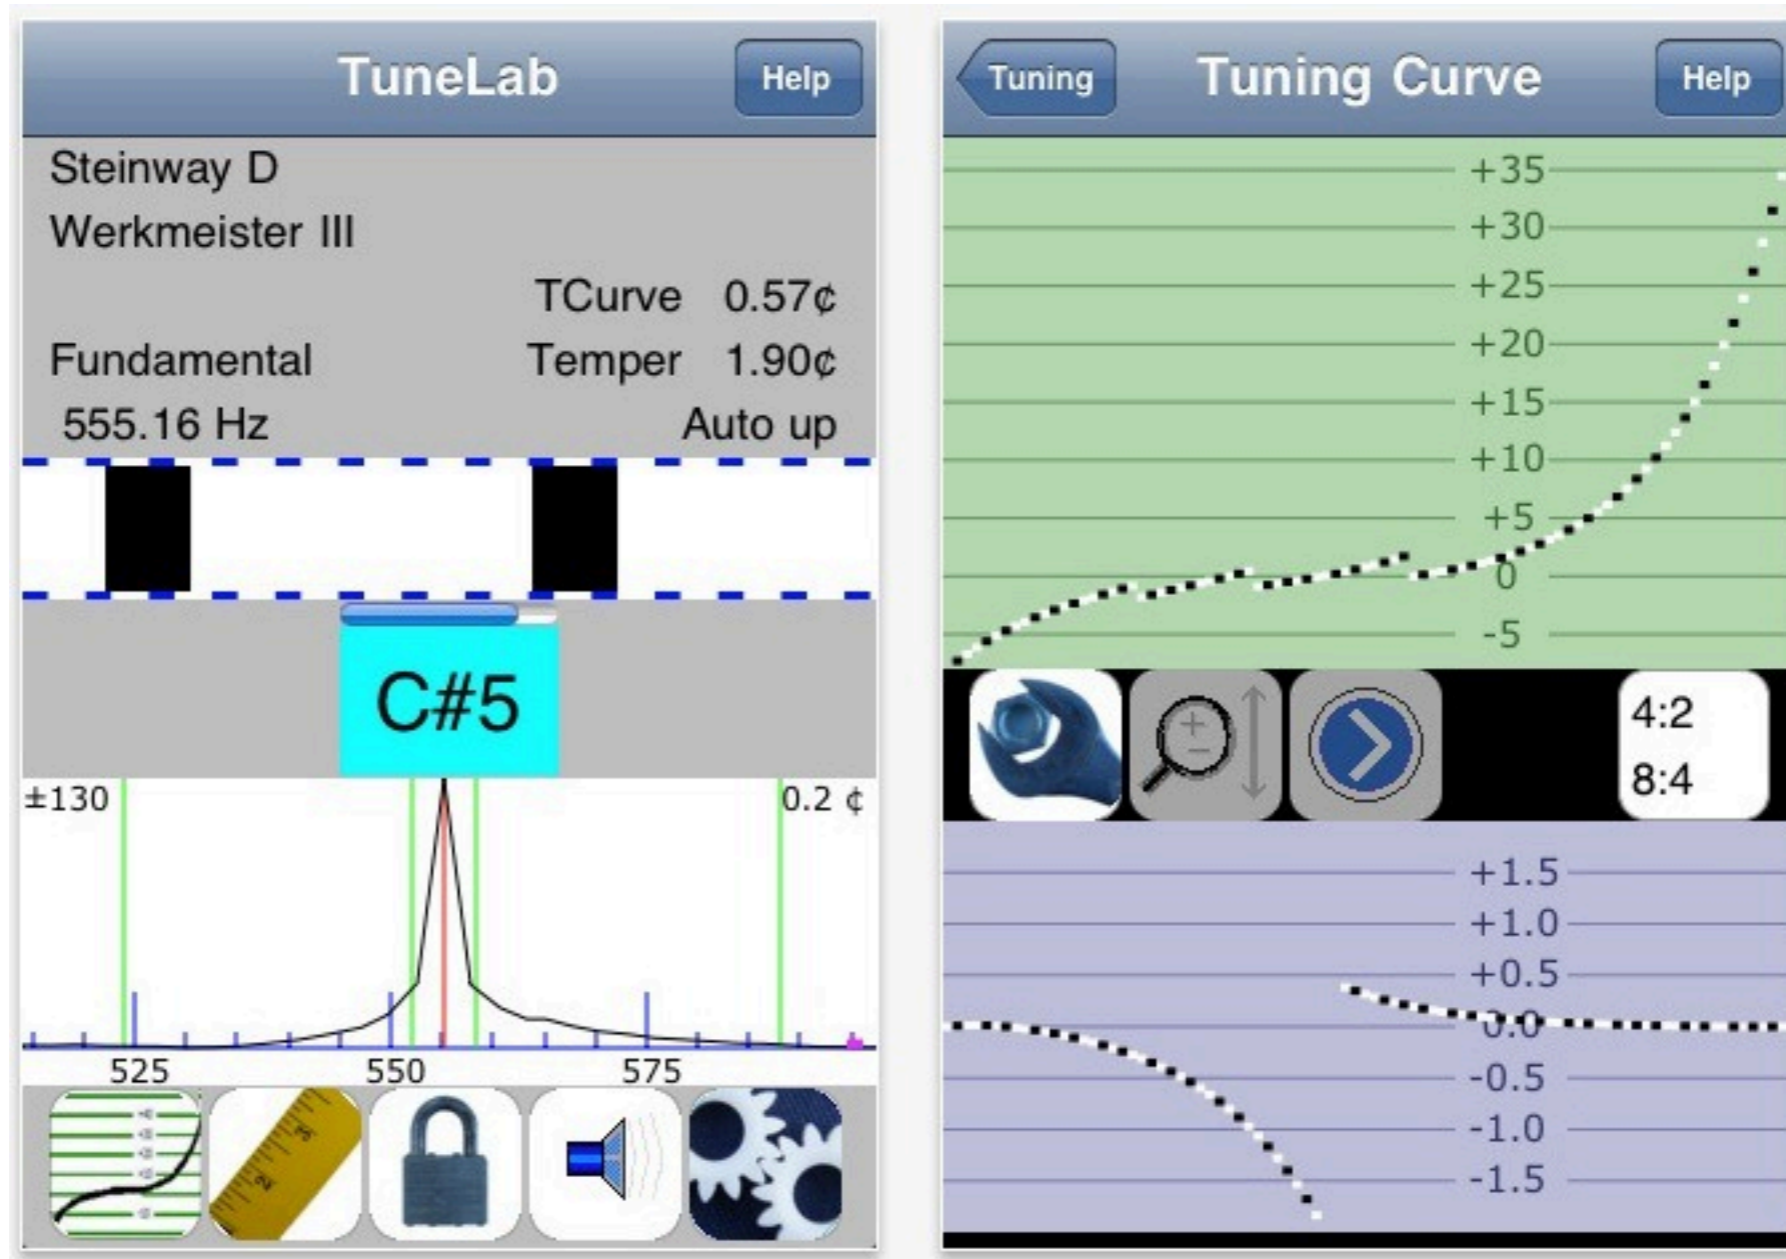 TuneLab
Help
Steinway D
Werkmeister III
TCurve 0.57¢
Fundamental Temper 1.90¢
555.16 Hz Auto up
C#5
±130 0.2 ¢
525 550 575
Tuning
Tuning Curve
Help
+35
+30
+25
+20
+15
+10
+5
0
-5
4:2
8:4
+1.5
+1.0
+0.5
0.0
-0.5
-1.0
-1.5